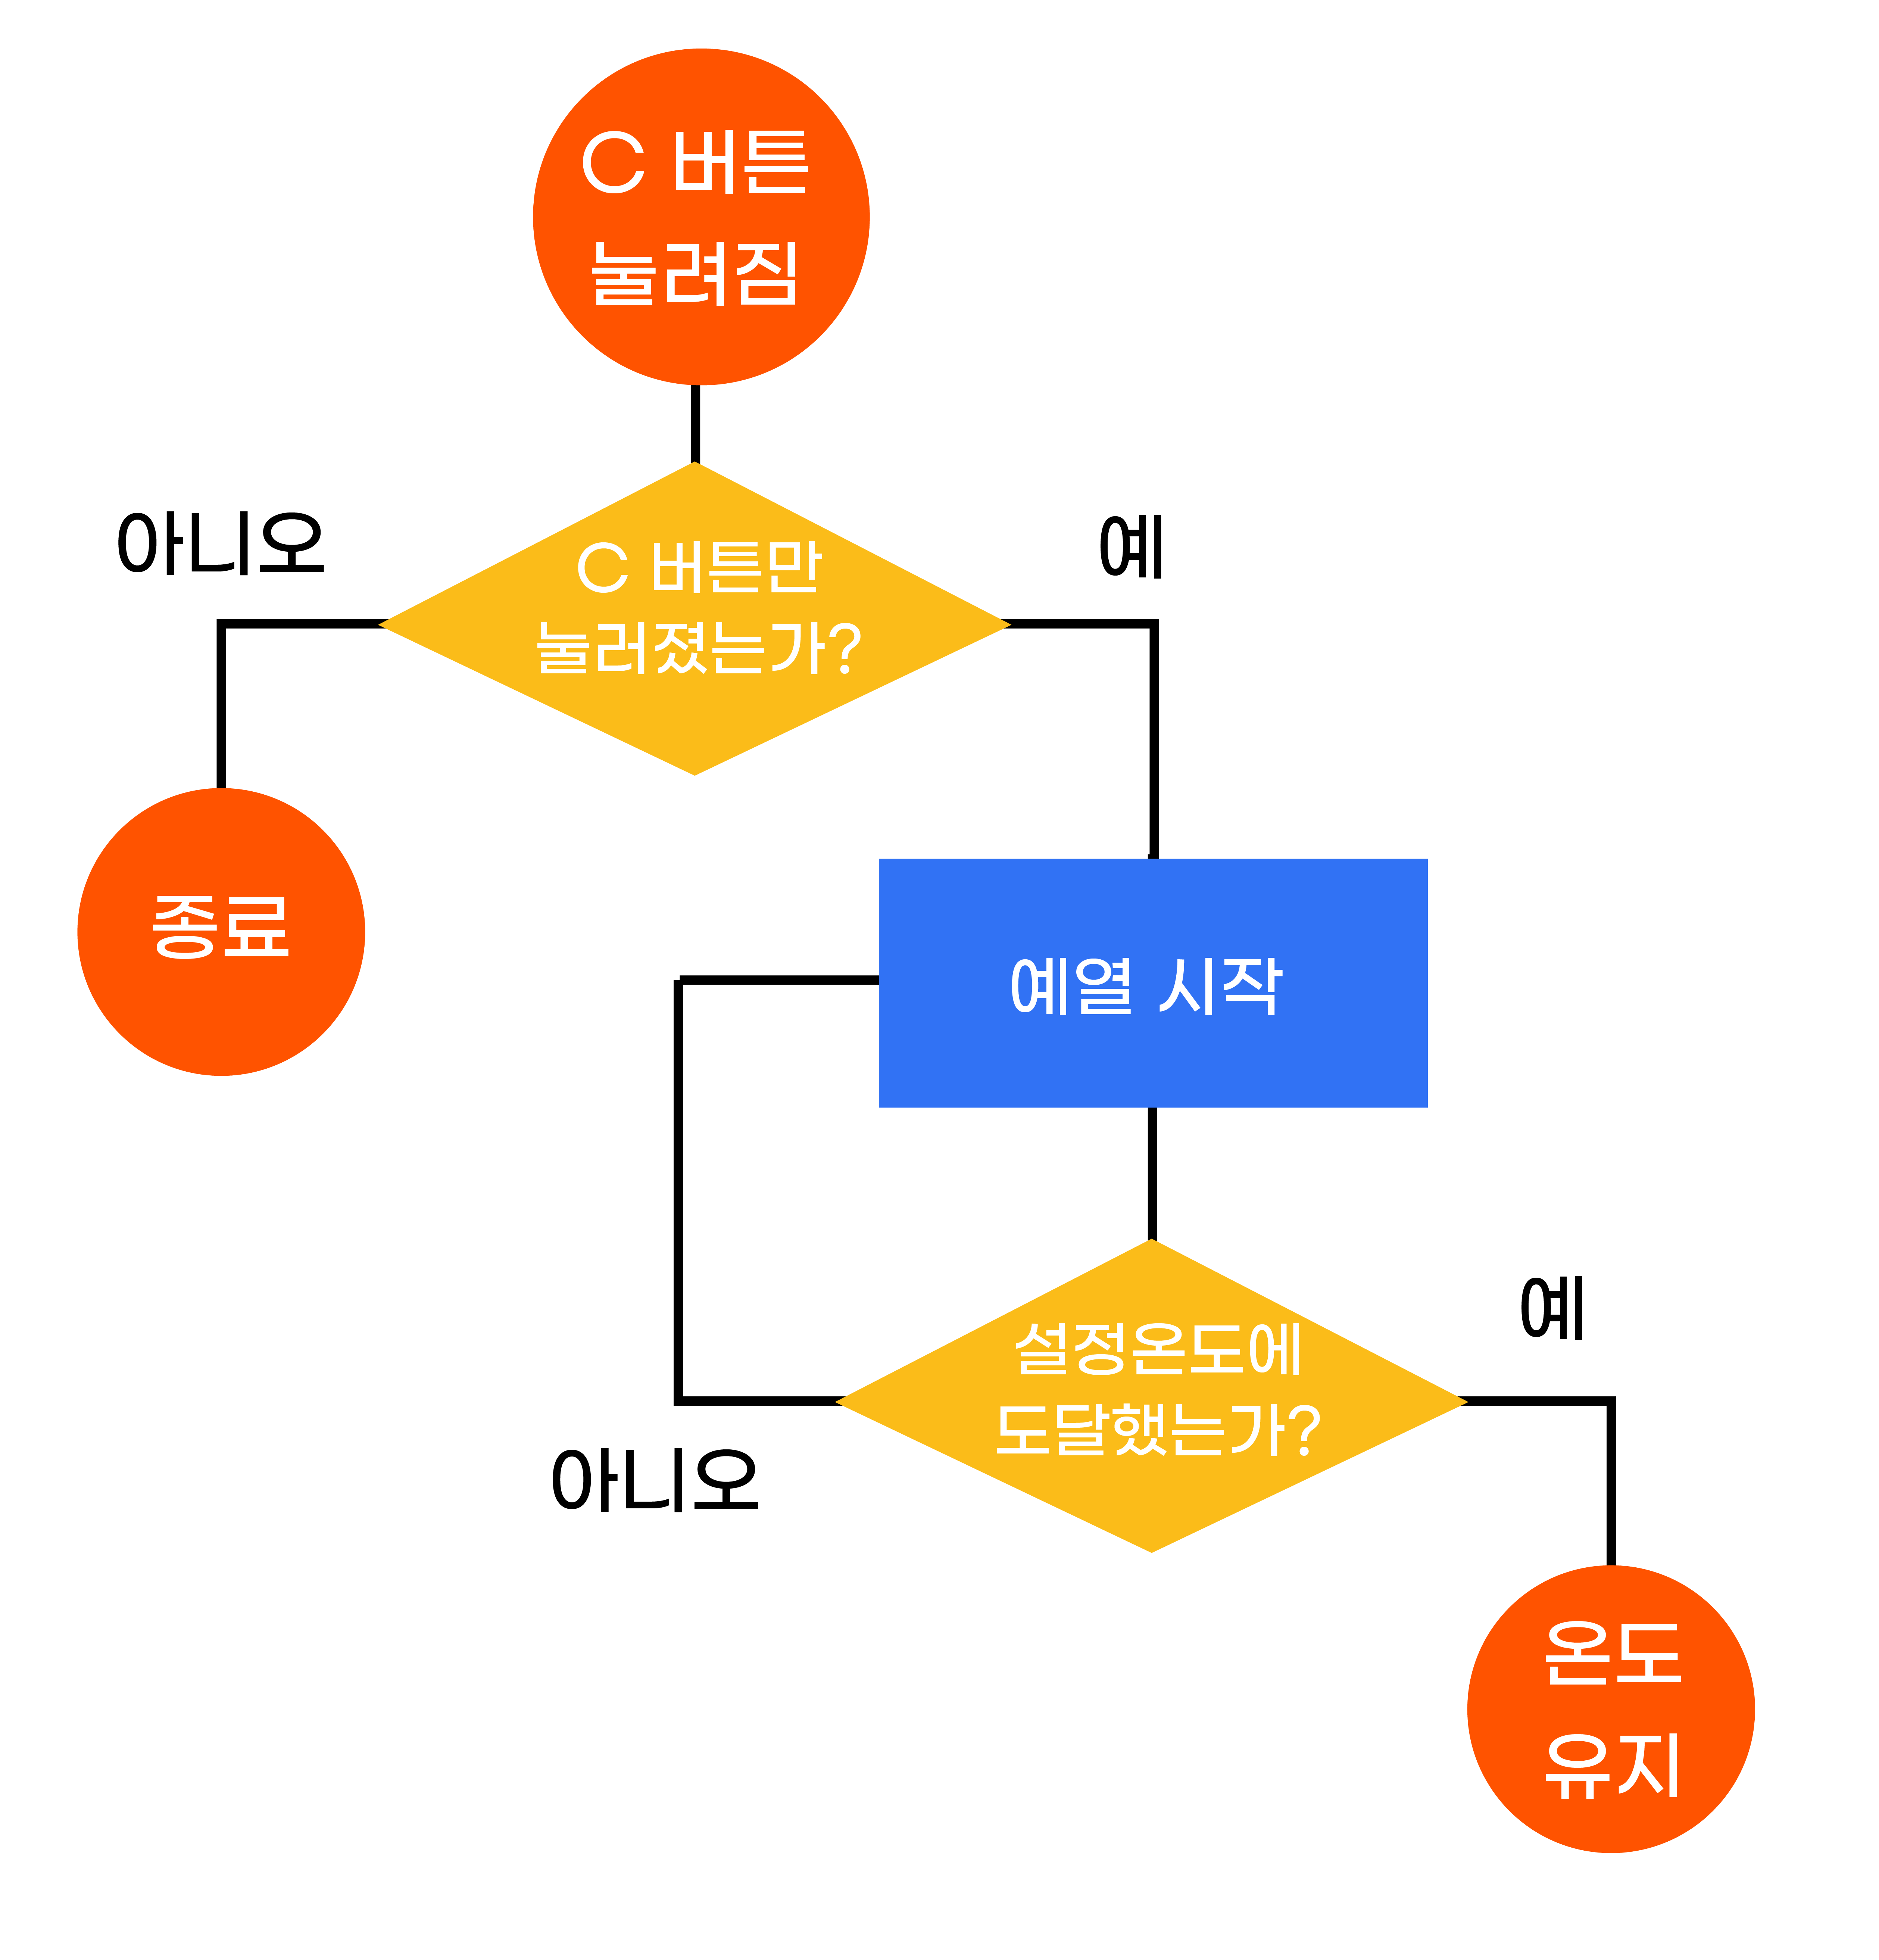 C 버튼
눌려짐
아니오
예
C 버튼만
눌러졌는가?
종료
예열 시작
예
설정온도에
도달했는가?
아니오
온도
유지